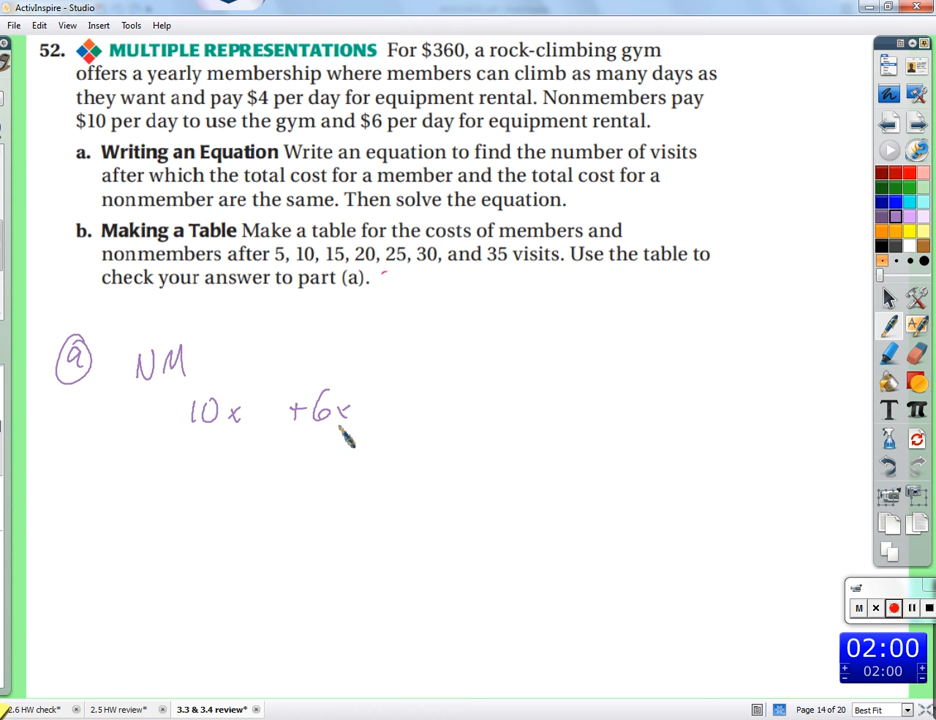 ActivInspire - Studio
File Edit View Insert Tools Help
52. MULTIPLE REPRESENTATIONS For $360, a rock-climbing gym
offers a yearly membership where members can climb as many days as
they want and pay $4 per day for equipment rental. Nonmembers pay
$10 per day to use the gym and $6 per day for equipment rental.
a. Writing an Equation Write an equation to find the number of visits
after which the total cost for a member and the total cost for a
nonmember are the same. Then solve the equation.
b. Making a Table Make a table for the costs of members and
nonmembers after 5, 10, 15, 20, 25, 30, and 35 visits. Use the table to
check your answer to part (a).
a NM
10x +6x
M
02:00
02:00
2.6 HW check* 2.5 HW review* 3.3 & 3.4 review* Page 14 of 20 Best Fit